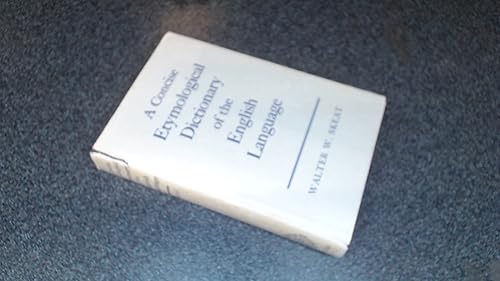 A Concise
Etymological
Dictionary
of the
English
Language
WALTER W. SKEAT